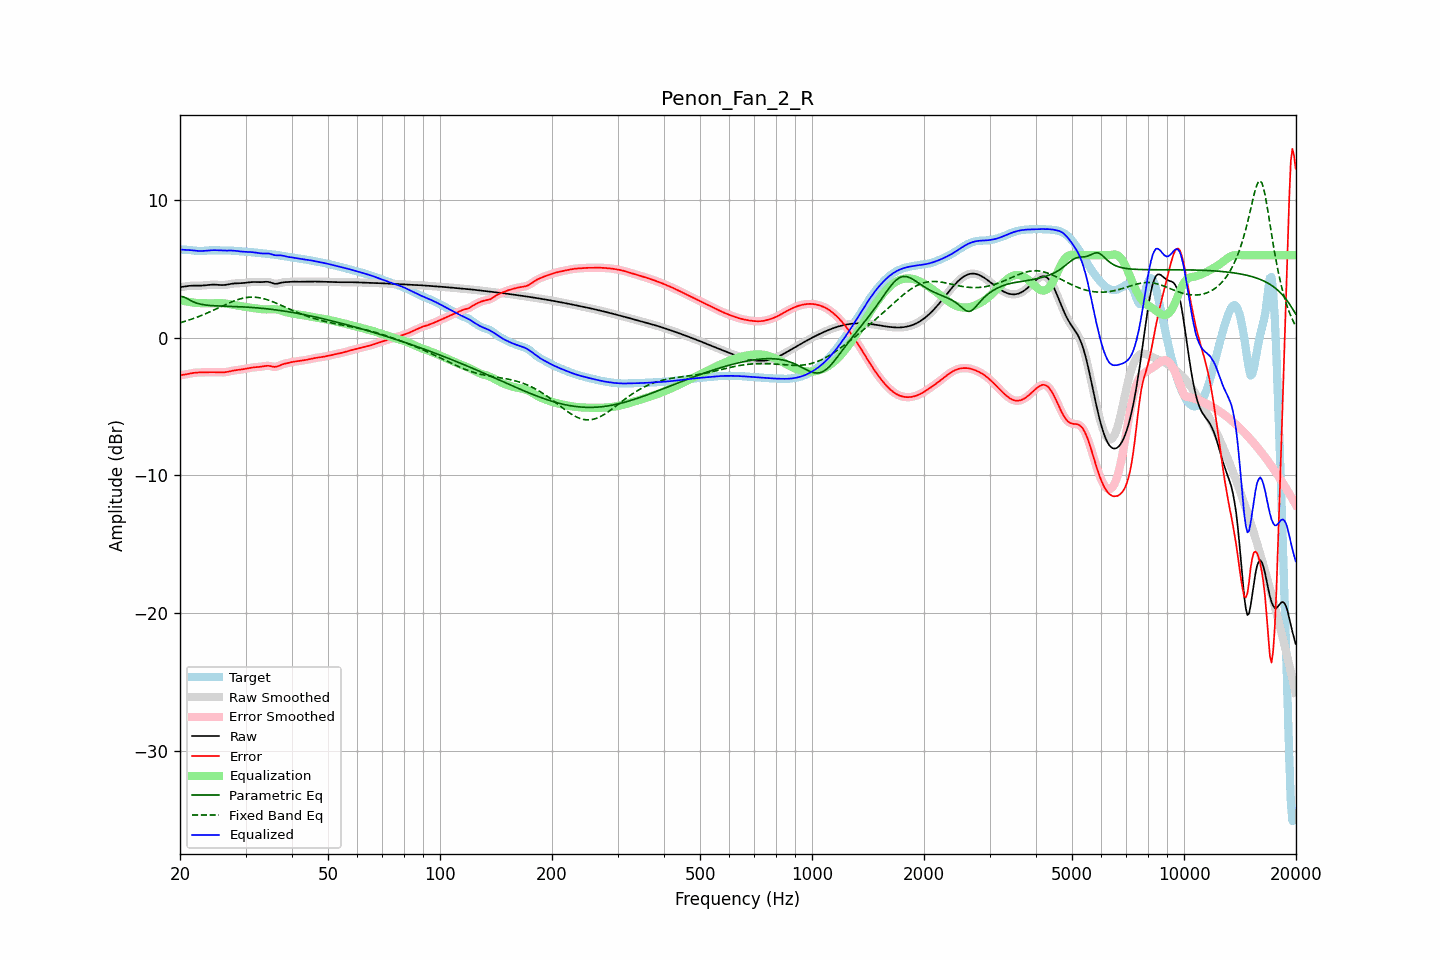 Penon_Fan_2_R
Amplitude (dBr)
10
0
−10
−20
−30
Target
Raw Smoothed
Error Smoothed
Raw
Error
Equalization
Parametric Eq
Fixed Band Eq
Equalized
20 50 100 200 500 1000 2000 5000 10000 20000
Frequency (Hz)